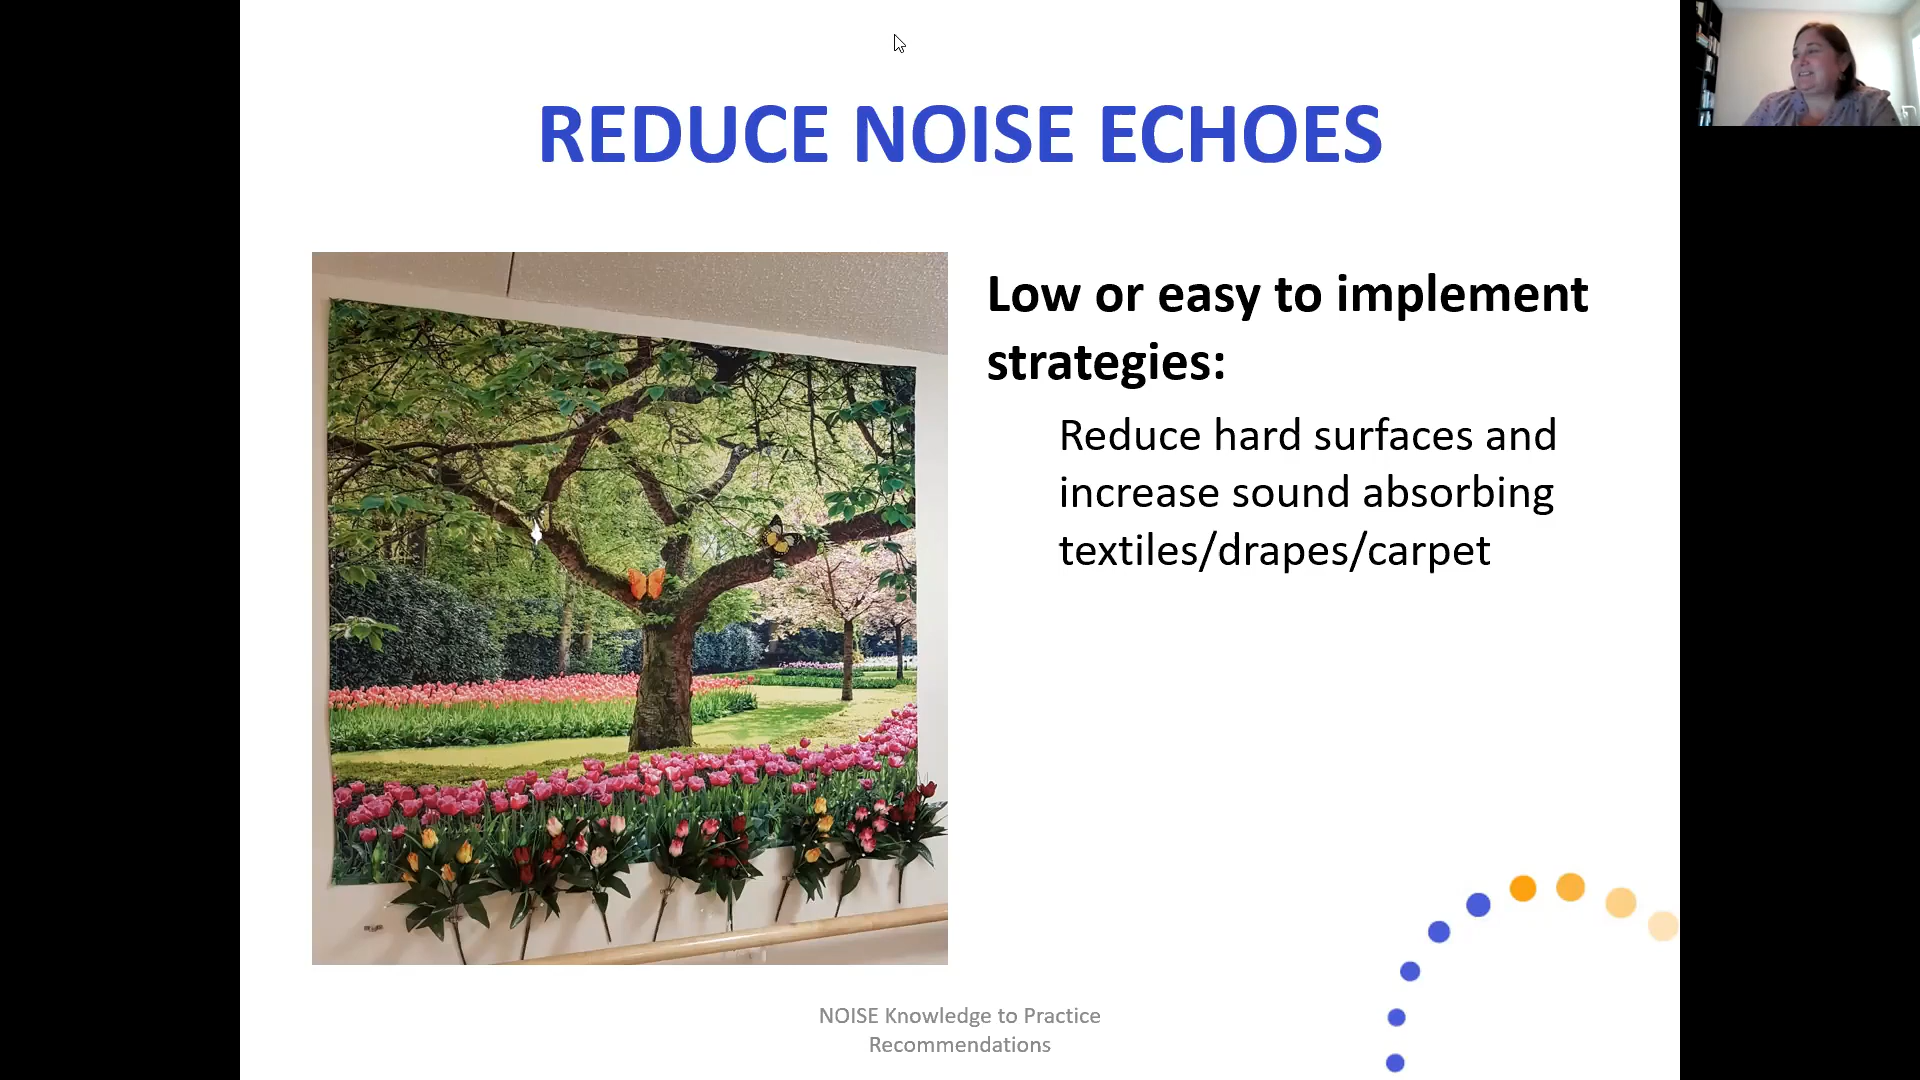 REDUCE NOISE ECHOES
Low or easy to implement
strategies:
Reduce hard surfaces and
increase sound absorbing
textiles/drapes/carpet
NOISE Knowledge to Practice
Recommendations